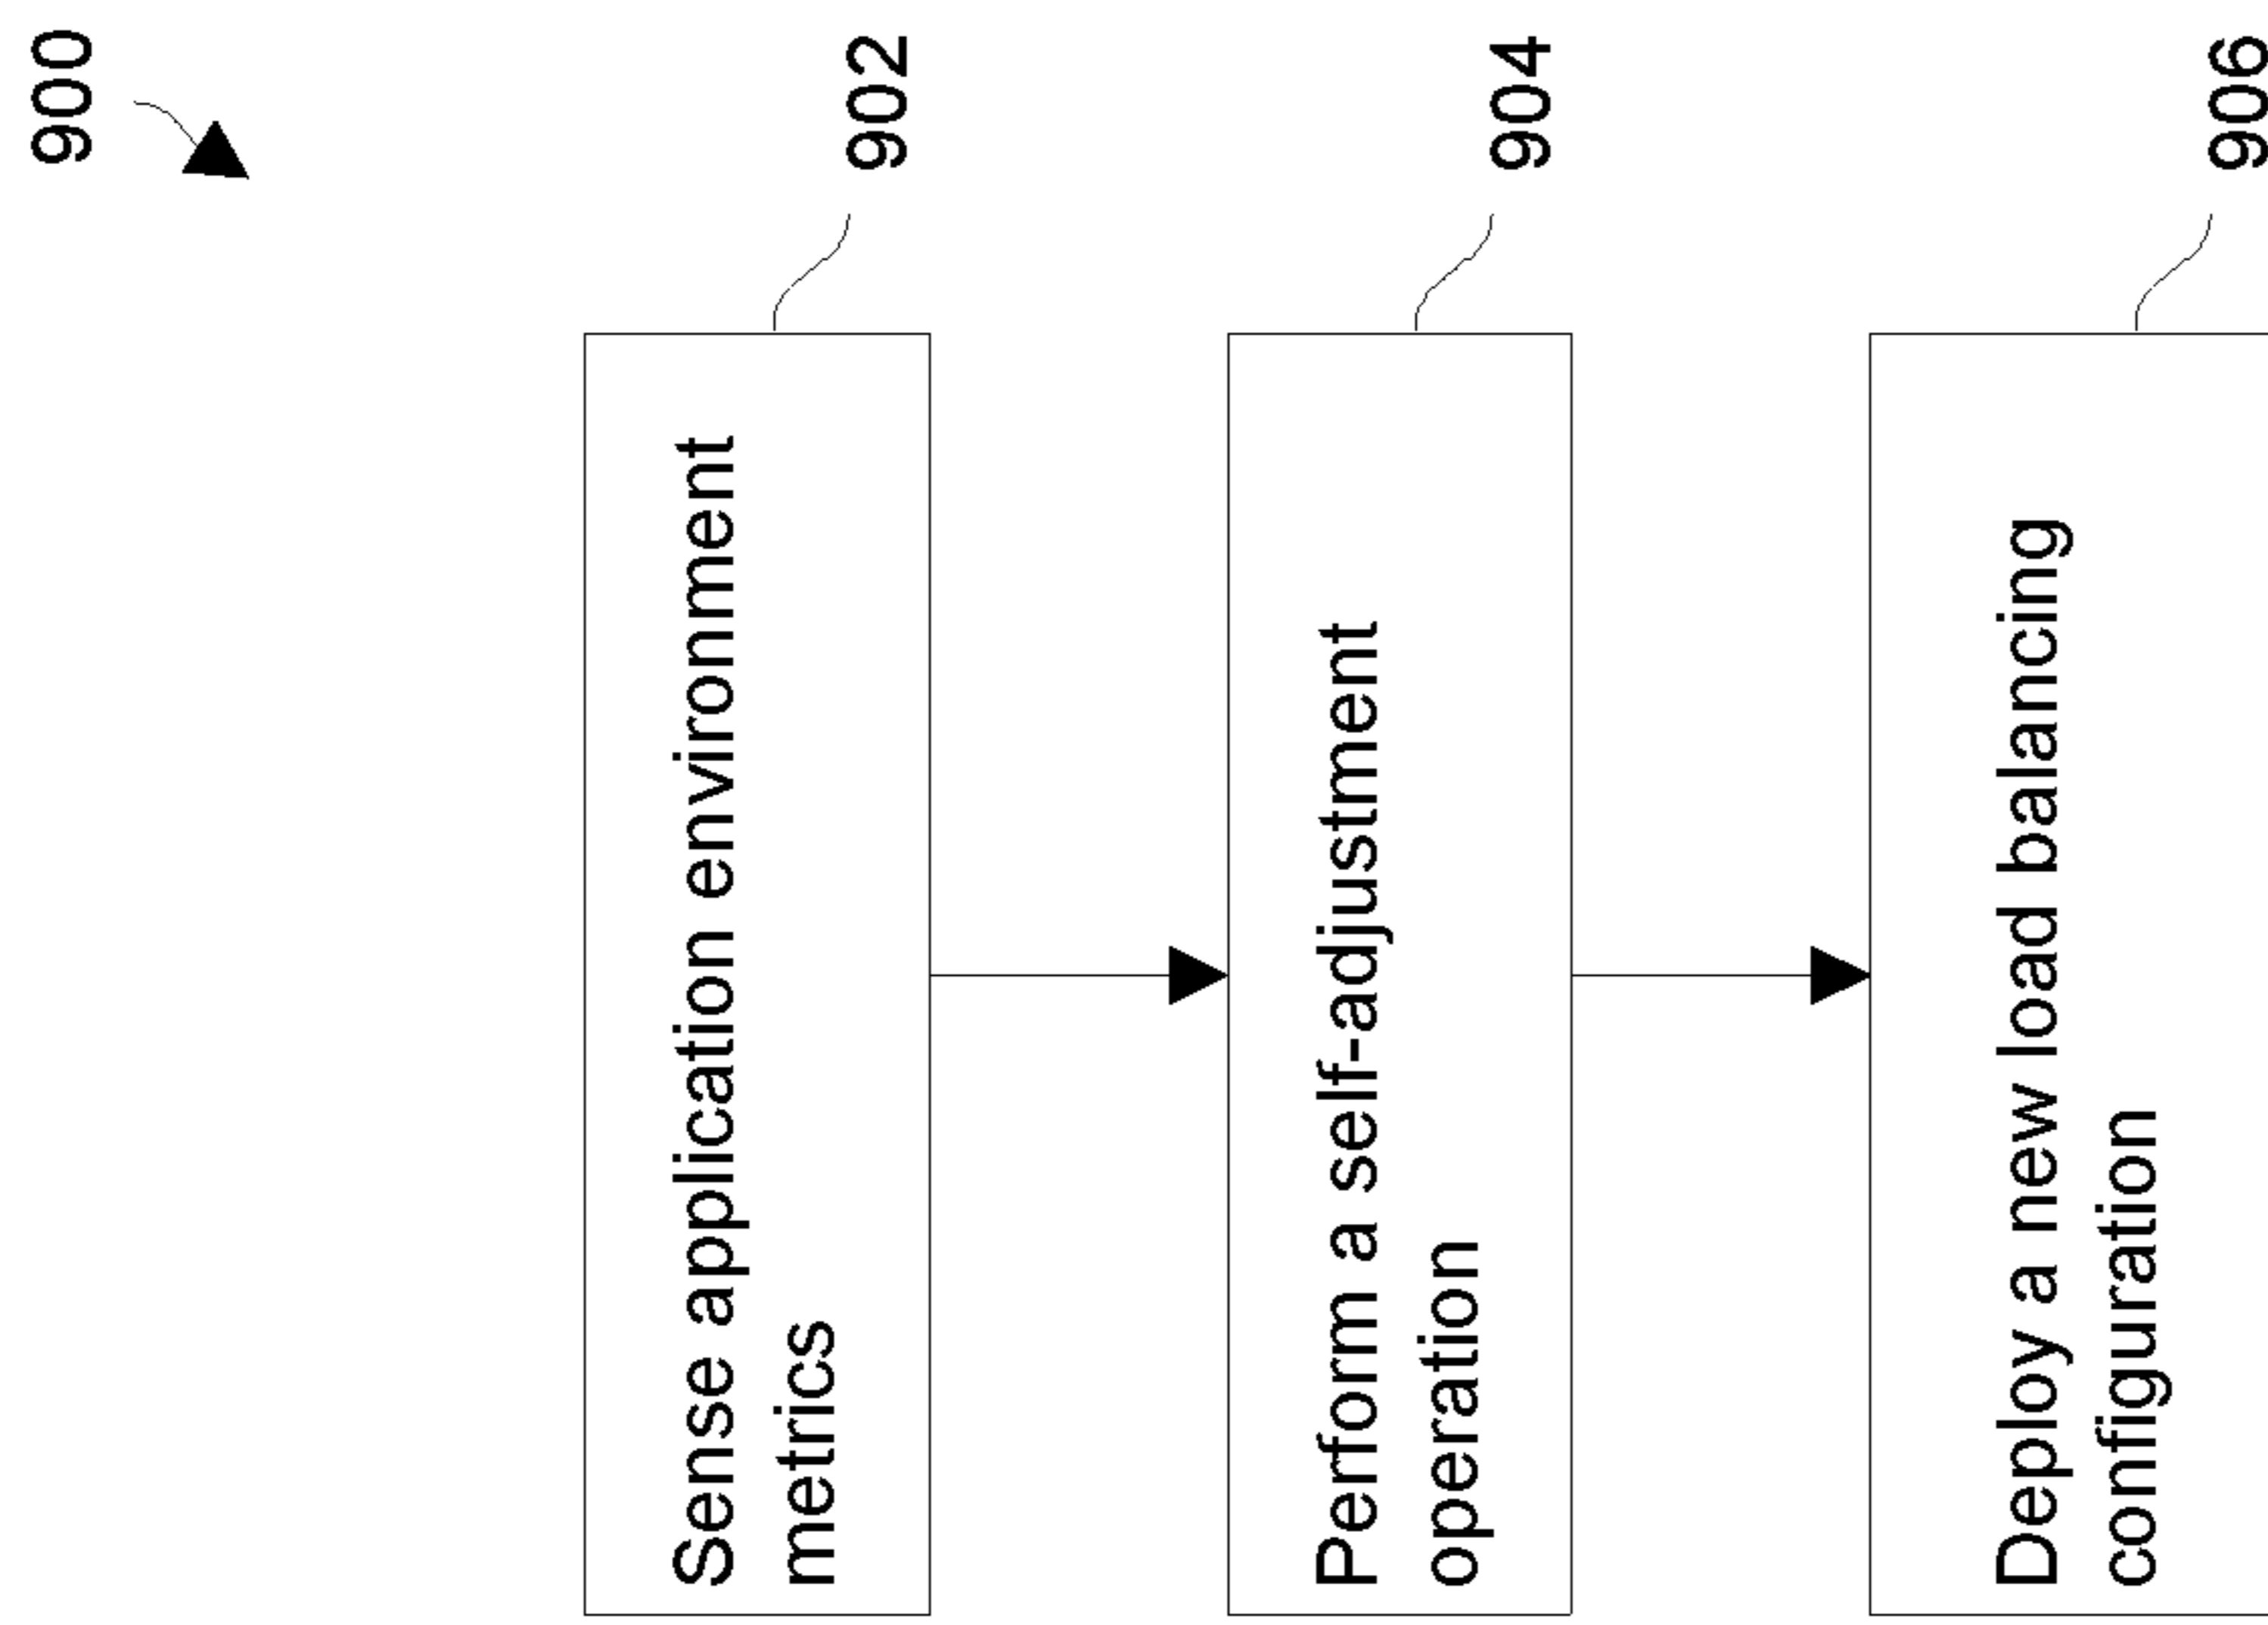 900
Sense application environment
metrics
902
Perform a self-adjustment
operation
904
Deploy a new load balancing
configuration
906